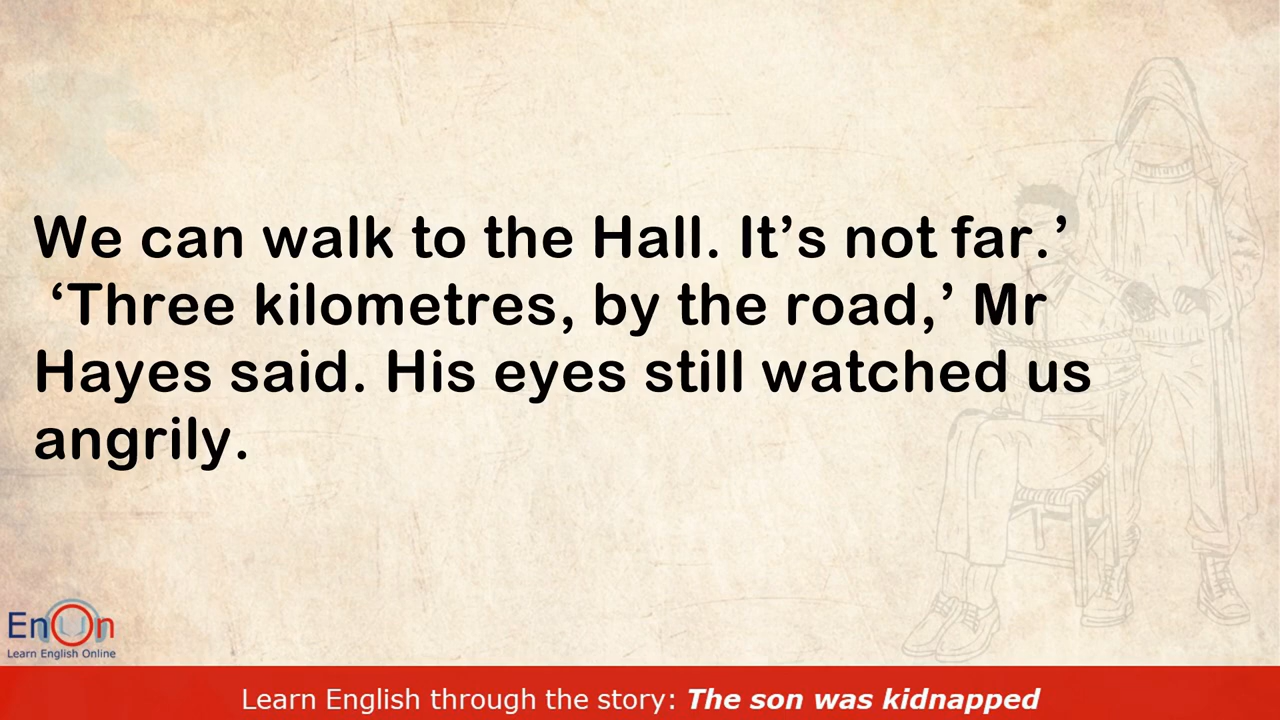 We can walk to the Hall. It’s not far.’
‘Three kilometres, by the road,’ Mr
Hayes said. His eyes still watched us
angrily.
EnOn
Learn English Online
Learn English through the story: The son was kidnapped